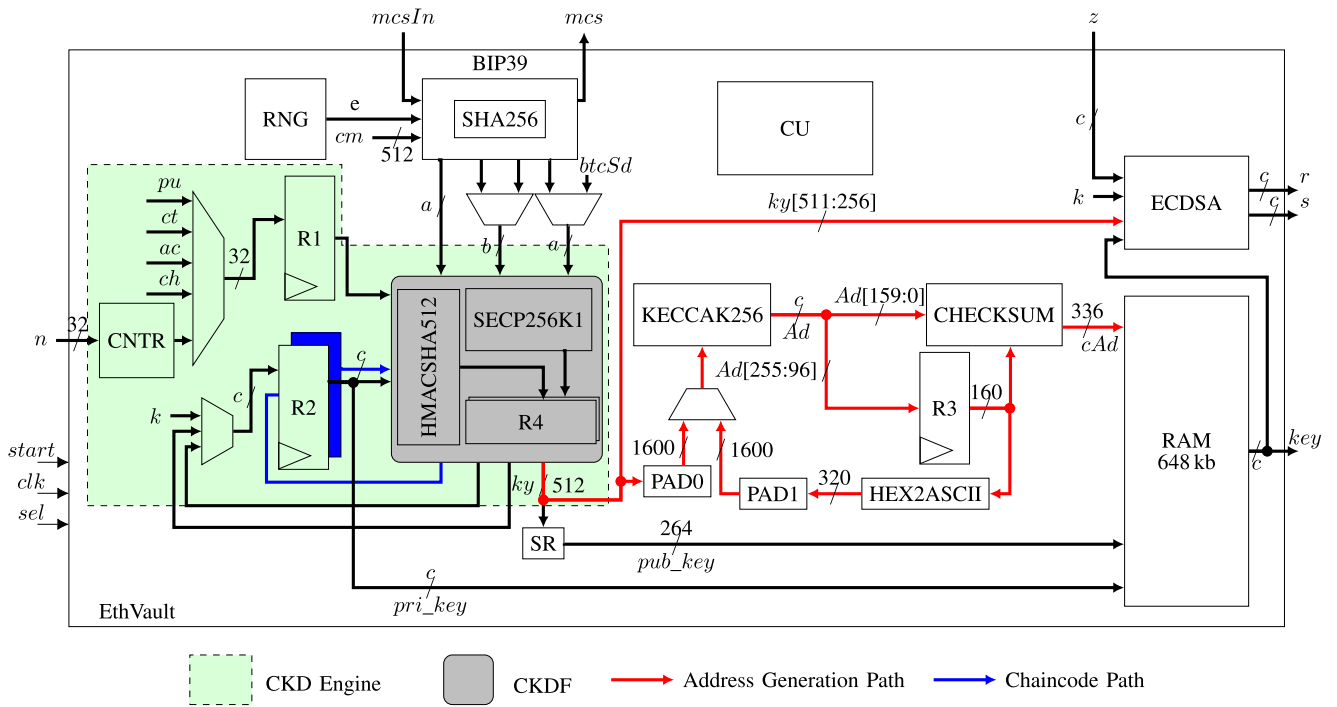 mcsIn
mcs
z
BIP39
RNG
e
SHA256
cm
512
CU
c
btcSd
pu
ct
ac
ch
32
R1
a
b
a
ky[511:256]
k
ECDSA
c
r
c
s
n
32
CNTR
HMACSHA512
SECP256K1
R4
KECCAK256
c
Ad
Ad[159:0]
CHECKSUM
336
cAd
Ad[255:96]
R3
160
k
c
R2
c
RAM
648 kb
c
key
start
clk
sel
ky
512
1600
1600
PAD0
PAD1
320
HEX2ASCII
SR
264
pub_key
c
pri_key
EthVault
CKD Engine
CKDF
Address Generation Path
Chaincode Path